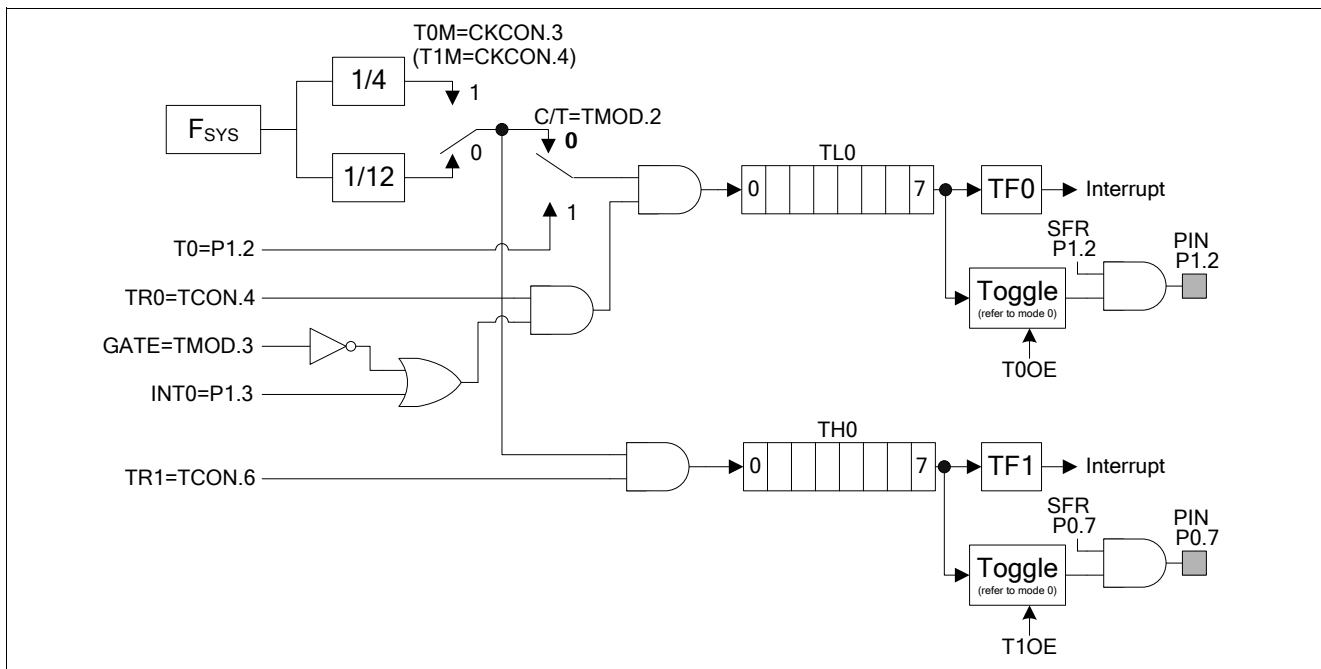 T0M=CKCON.3
(T1M=CKCON.4)
1/4
1
C/T=TMOD.2
FSYS
0
0
TL0
1/12
0
7
TF0
Interrupt
1
SFR
P1.2
PIN
P1.2
T0=P1.2
Toggle
(refer to mode 0)
TR0=TCON.4
GATE=TMOD.3
T0OE
INT0=P1.3
TH0
0
7
TF1
Interrupt
TR1=TCON.6
SFR
P0.7
PIN
P0.7
Toggle
(refer to mode 0)
T1OE